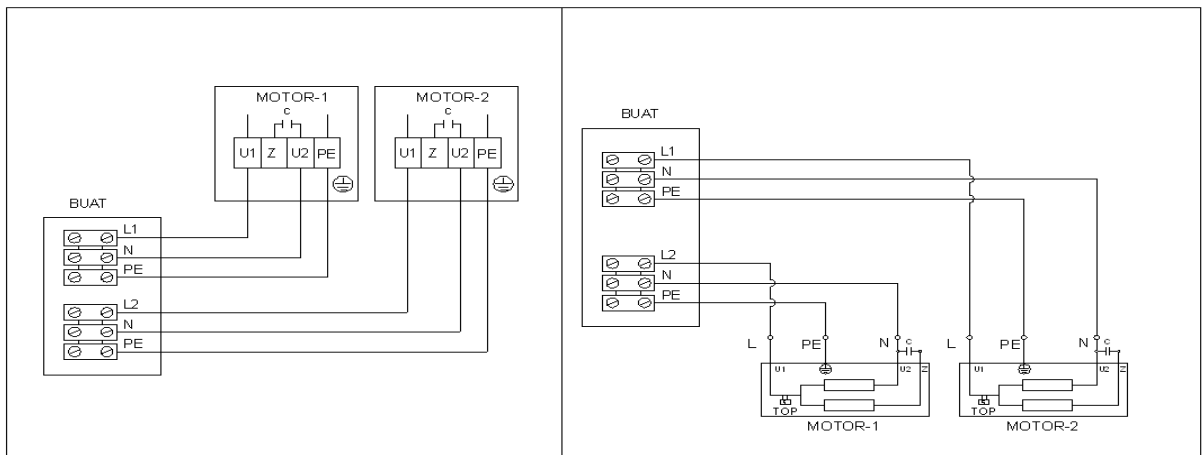 MOTOR-1
C
U1 Z U2 PE
MOTOR-2
C
U1 Z U2 PE
BUAT
L1
N
PE
L2
N
PE
BUAT
L1
N
PE
L2
N
PE
L PE N C
U1 U2 Z
TOP
MOTOR-1
L PE N C
U1 U2 Z
TOP
MOTOR-2